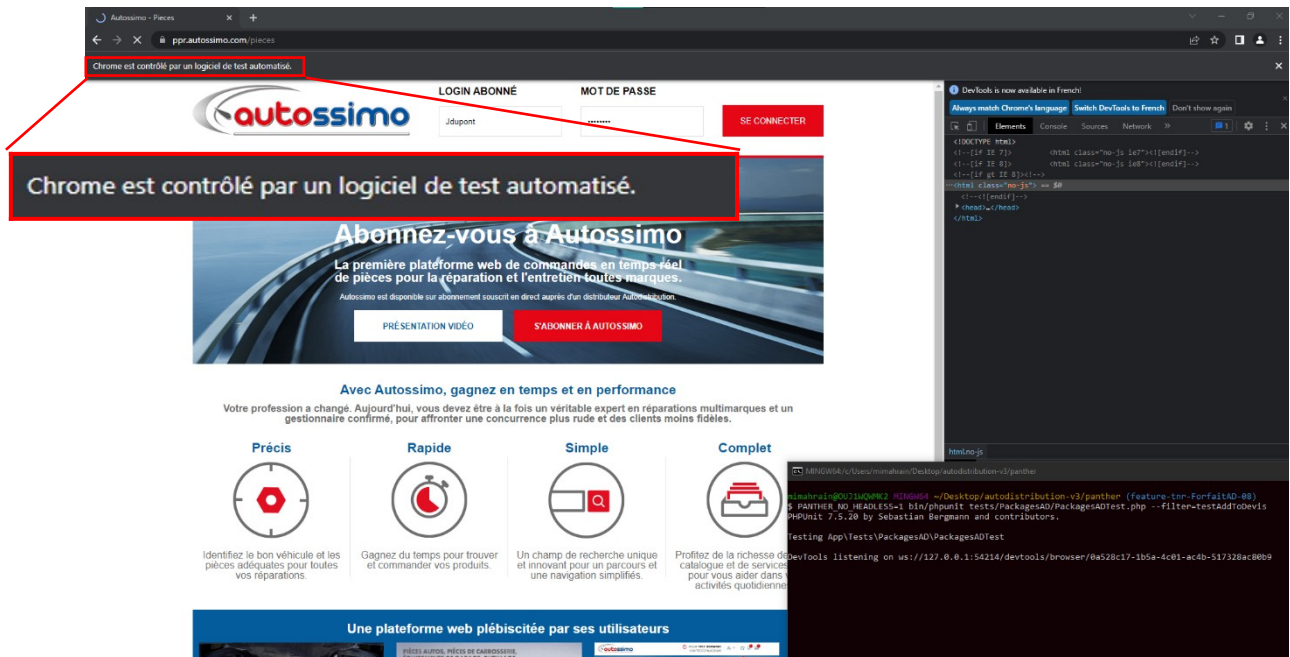 Autossimo - Pieces
ppr.autossimo.com/pieces
Chrome est contrôlé par un logiciel de test automatisé.
autossimo
LOGIN ABONNÉ
MOT DE PASSE
Jdupont
••••••••
SE CONNECTER
Chrome est contrôlé par un logiciel de test automatisé.
Abonnez-vous à Autossimo
La première plateforme web de commandes en temps réel
de pièces pour la réparation et l'entretien toutes marques.
Autossimo est disponible sur abonnement souscrit en direct auprès d'un distributeur Autodistribution.
PRÉSENTATION VIDÉO
S'ABONNER À AUTOSSIMO
Avec Autossimo, gagnez en temps et en performance
Votre profession a changé. Aujourd'hui, vous devez être à la fois un véritable expert en réparations multimarques et un
gestionnaire confirmé, pour affronter une concurrence plus rude et des clients moins fidèles.
Précis
Rapide
Simple
Complet
Identifiez le bon véhicule et les
pièces adéquates pour toutes
vos réparations.
Gagnez du temps pour trouver
et commander vos produits.
Un champ de recherche unique
et innovant pour un parcours et
une navigation simplifiés.
Profitez de la richesse de
catalogue et de services
pour vous aider dans
activités quotidienne
Une plateforme web plébiscitée par ses utilisateurs
PIÈCES AUTOS, PIÈCES DE CARROSSERIE,
autossimo
DevTools is now available in French!
Always match Chrome's language
Switch DevTools to French
Don't show again
Elements
Console
Sources
Network
»
1
<!DOCTYPE html>
<!--[if IE 7]> <html class="no-js ie7"><![endif]-->
<!--[if IE 8]> <html class="no-js ie8"><![endif]-->
<!--[if gt IE 8]><!-->
<html class="no-js"> == $0
<!--<![endif]-->
<head>…</head>
</html>
html.no-js
MINGW64:/c/Users/mimahrain/Desktop/autodistribution-v3/panther
mimahrain@OUJ1WQWMK2 MINGW64 ~/Desktop/autodistribution-v3/panther (feature-tnr-ForfaitAD-08)
$ PANTHER_NO_HEADLESS=1 bin/phpunit tests/PackagesAD/PackagesADTest.php --filter=testAddToDevis
PHPUnit 7.5.20 by Sebastian Bergmann and contributors.
Testing App\Tests\PackagesAD\PackagesADTest
DevTools listening on ws://127.0.0.1:54214/devtools/browser/0a528c17-1b5a-4c01-ac4b-517328ac80b9